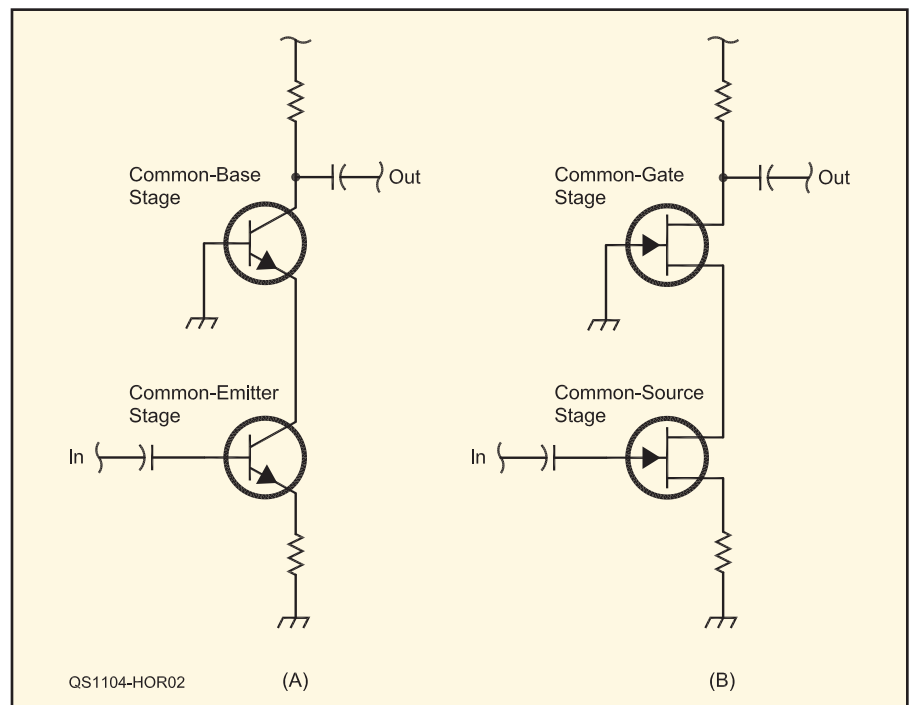 Common-Base
Stage
Out
Common-Emitter
Stage
In
Common-Gate
Stage
Out
Common-Source
Stage
In
QS1104-HOR02
(A)
(B)